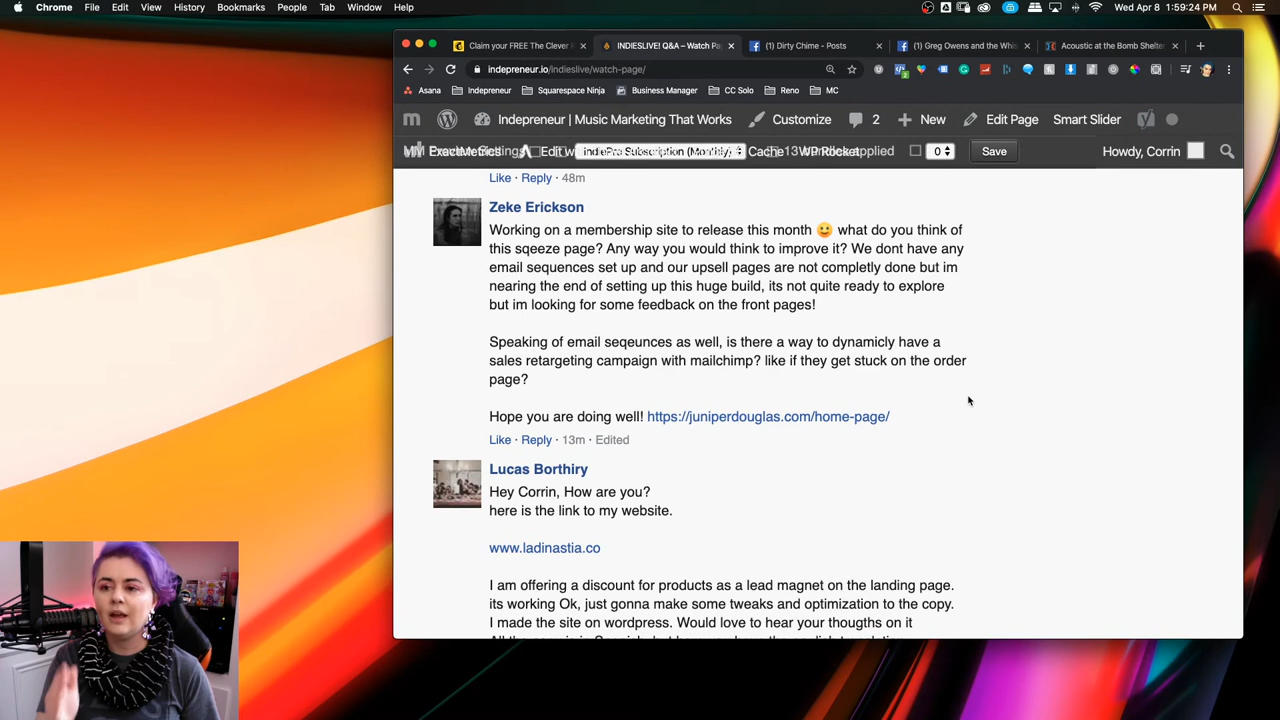 Chrome File Edit View History Bookmarks People Tab Window Help
Wed Apr 8 1:59:24 PM
Claim your FREE The Clever
INDIESLIVE! Q&A – Watch Pa
(1) Dirty Chime - Posts
(1) Greg Owens and the Whis
Acoustic at the Bomb Shelter
indepreneur.io/indieslive/watch-page/
Asana Indepreneur Squarespace Ninja Business Manager CC Solo Reno MC
Indepreneur | Music Marketing That Works Customize 2 New Edit Page Smart Slider
ExactMetrics Edit wi IndiePro Subscription (Monthly) Cache WP Rocket applied 0 Save Howdy, Corrin
Like · Reply · 48m
Zeke Erickson
Working on a membership site to release this month 😃 what do you think of
this sqeeze page? Any way you would think to improve it? We dont have any
email sequences set up and our upsell pages are not completly done but im
nearing the end of setting up this huge build, its not quite ready to explore
but im looking for some feedback on the front pages!
Speaking of email seqeunces as well, is there a way to dynamicly have a
sales retargeting campaign with mailchimp? like if they get stuck on the order
page?
Hope you are doing well! https://juniperdouglas.com/home-page/
Like · Reply · 13m · Edited
Lucas Borthiry
Hey Corrin, How are you?
here is the link to my website.
www.ladinastia.co
I am offering a discount for products as a lead magnet on the landing page.
its working Ok, just gonna make some tweaks and optimization to the copy.
I made the site on wordpress. Would love to hear your thougths on it